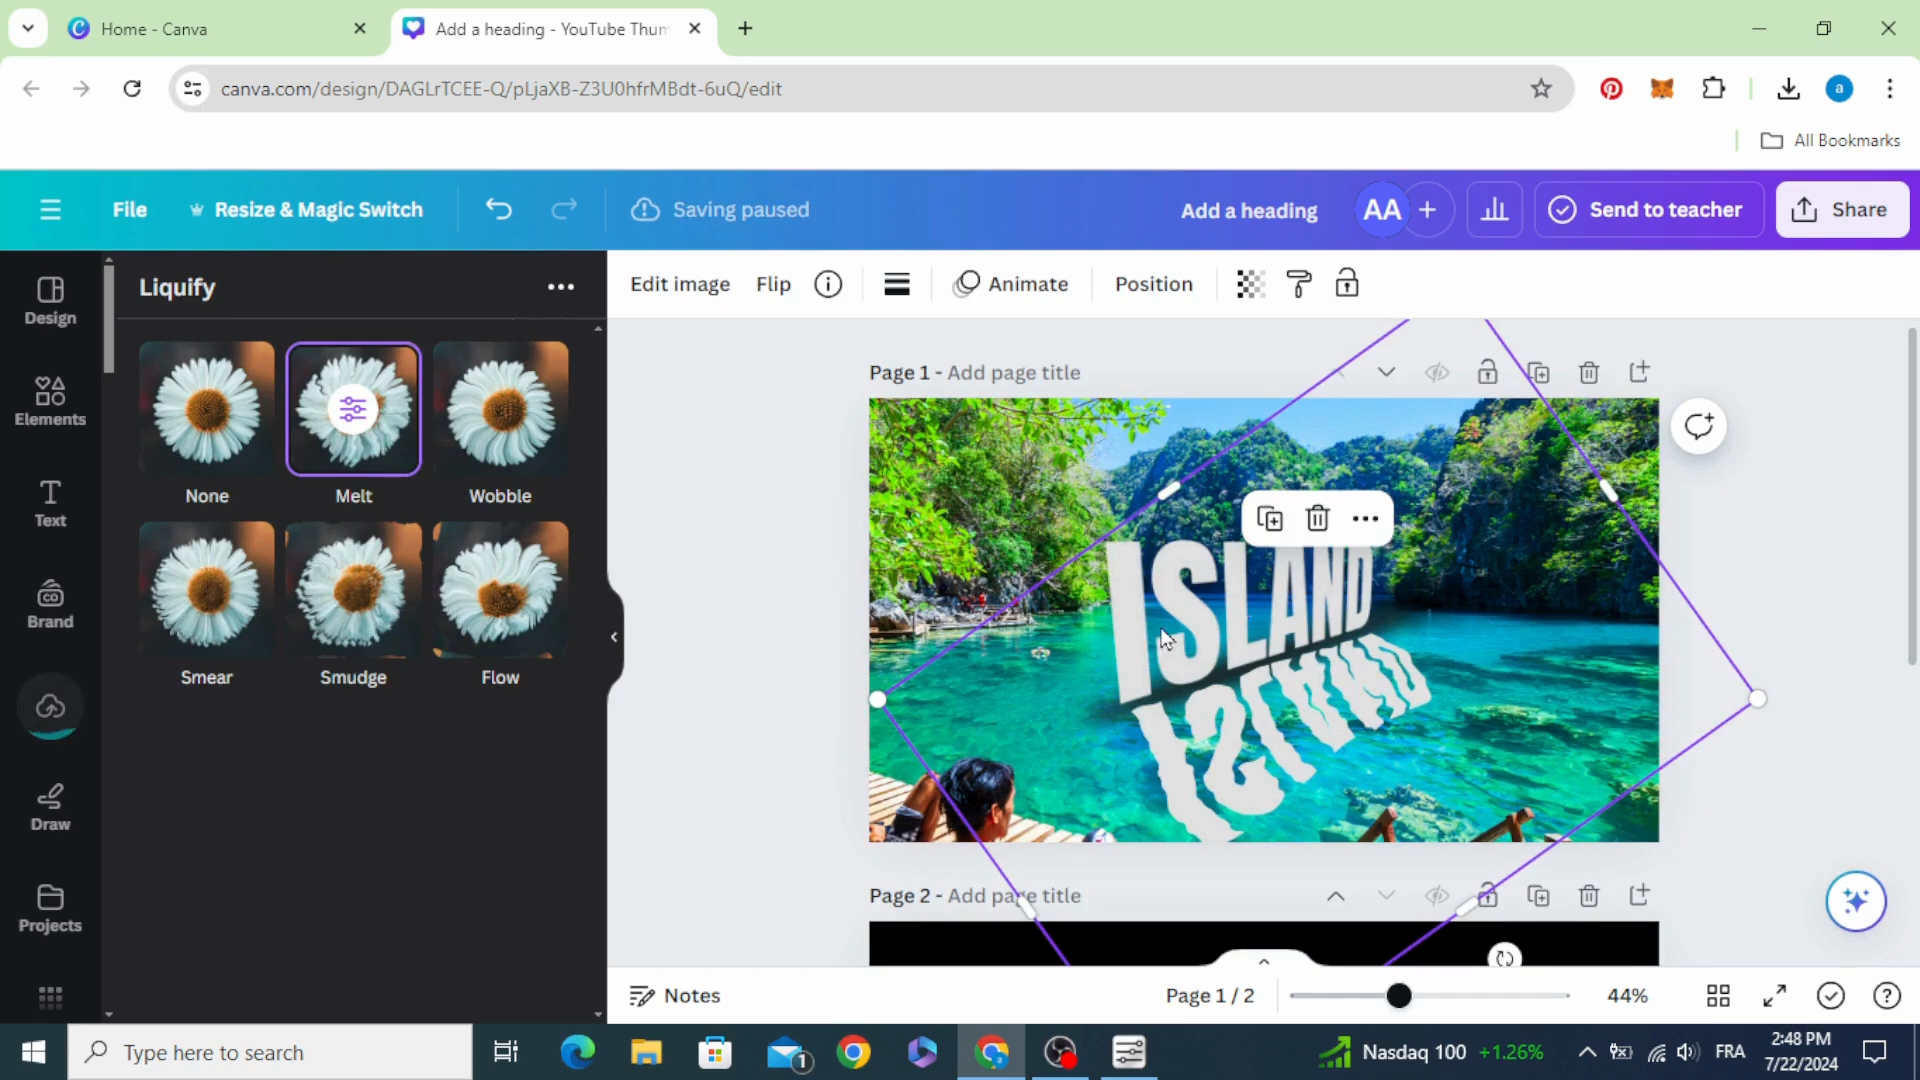 Home - Canva
Add a heading - YouTube Thum
canva.com/design/DAGLrTCEE-Q/pLjaXB-Z3U0hfrMBdt-6uQ/edit
a
All Bookmarks
File
Resize & Magic Switch
Saving paused
Add a heading
AA
Send to teacher
Share
Design
Elements
Text
Brand
Draw
Projects
Liquify
None
Melt
Wobble
Smear
Smudge
Flow
Edit image
Flip
Animate
Position
Page 1 - Add page title
ISLAND
ISLAND
Page 2 - Add page title
Notes
Page 1 / 2
44%
Type here to search
1
Nasdaq 100 +1.26%
FRA
2:48 PM
7/22/2024